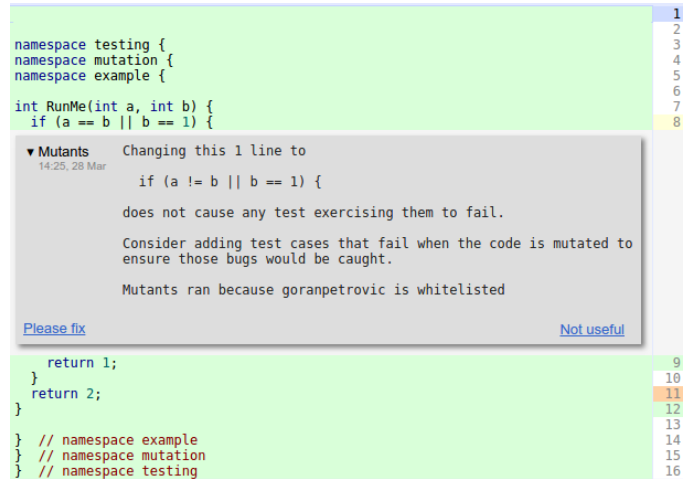 1
2
namespace testing { 3
namespace mutation { 4
namespace example { 5
6
int RunMe(int a, int b) { 7
if (a == b || b == 1) { 8
▾ Mutants Changing this 1 line to
14:25, 28 Mar
if (a != b || b == 1) {
does not cause any test exercising them to fail.
Consider adding test cases that fail when the code is mutated to
ensure those bugs would be caught.
Mutants ran because goranpetrovic is whitelisted
Please fix Not useful
return 1; 9
} 10
return 2; 11
} 12
13
} // namespace example 14
} // namespace mutation 15
} // namespace testing 16